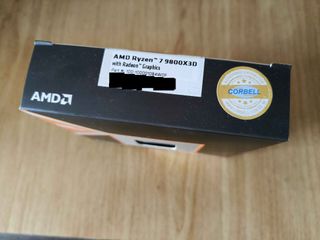 AMD Ryzen™ 7 9800X3D
with Radeon™ Graphics
AMD
CORBELL